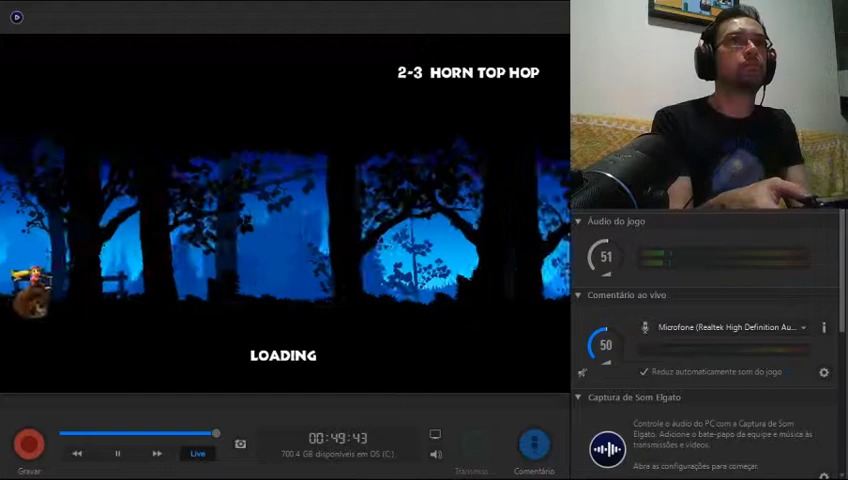 2-3 HORN TOP HOP
LOADING
Áudio do jogo
51
Comentário ao vivo
50
Microfone (Realtek High Definition Au...
Reduz automaticamente som do jogo
Captura de Som Elgato
Controle o áudio do PC com a Captura de Som
Elgato. Adicione o bate-papo da equipe e música às
transmissões e vídeos.
Abra as configurações para começar.
00:49:43
700.4 GB disponíveis em OS (C:)
Live
Gravar
Transmis...
Comentário